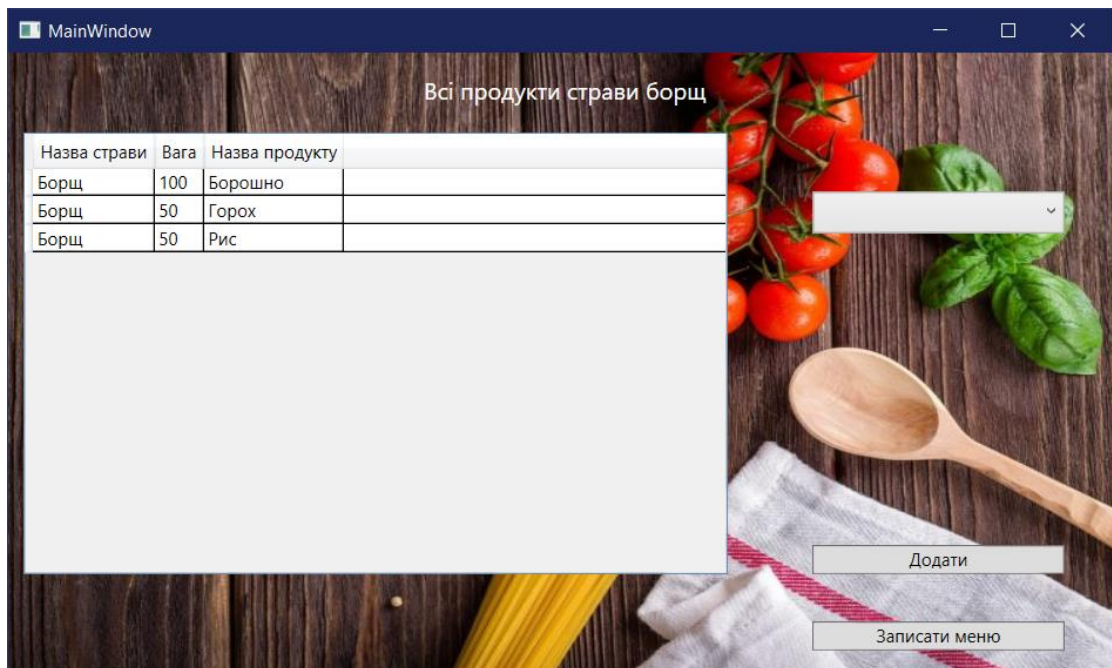 MainWindow
Всі продукти страви борщ
Назва страви Вага Назва продукту
Борщ 100 Борошно
Борщ 50 Горох
Борщ 50 Рис
Додати
Записати меню